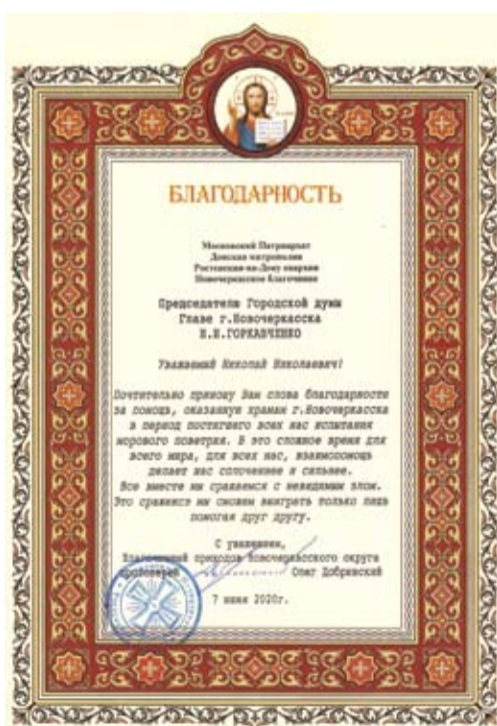 БЛАГОДАРНОСТЬ
Московский Патриархат
Донская митрополия
Ростовская-на-Дону епархия
Новочеркасское благочиние
Председателю Городской думы
Главе г.Новочеркасска
Н.Н.ГОРКАВЧЕНКО
Уважаемый Николай Николаевич!
Почтительно приношу Вам слова благодарности
за помощь, оказанную храмам г.Новочеркасска
в период постигшего всех нас испытания
морового поветрия. В это сложное время для
всего мира, для всех нас, взаимопомощь
делает нас сплоченнее и сильнее.
Все вместе мы сражаемся с невидимым злом.
Это сражение мы сможем выиграть только лишь
помогая друг другу.
С уважением,
Благочинный приходов Новочеркасского округа
протоиерей Олег Добринский
7 июня 2020г.